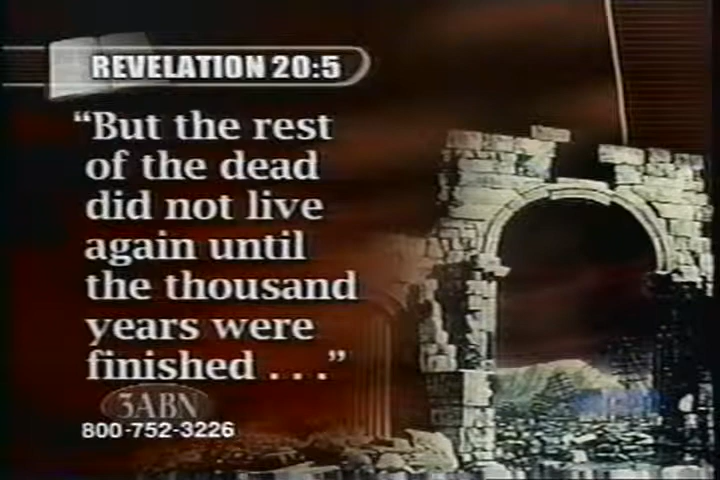 REVELATION 20:5
“But the rest
of the dead
did not live
again until
the thousand
years were
finished . . .”
3ABN
800-752-3226